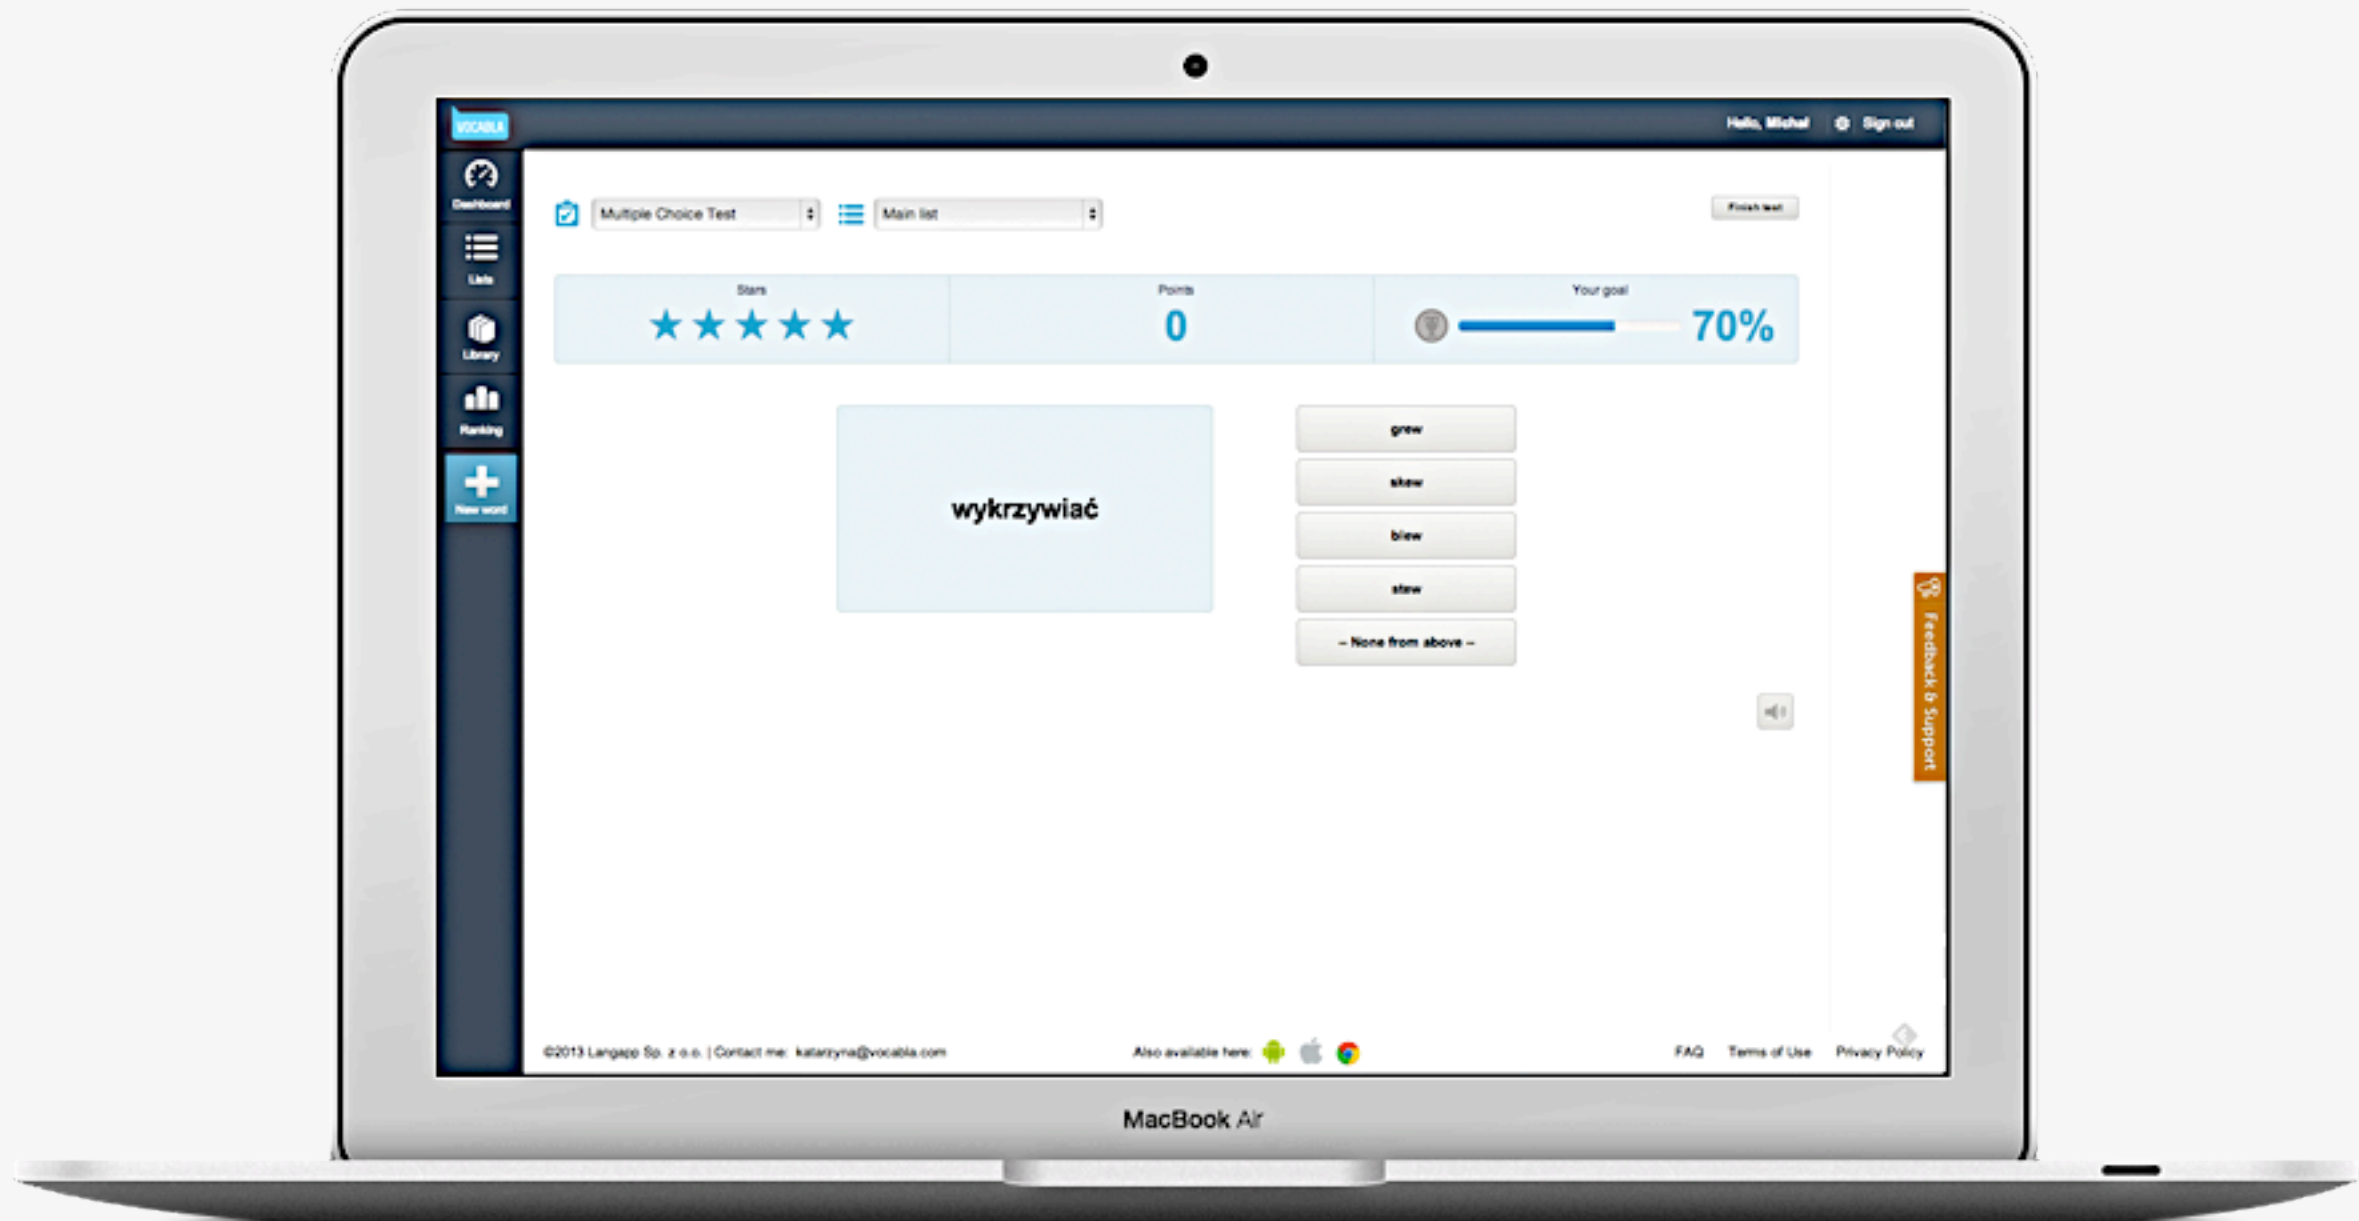 VOCABLA
Hello, Michal Sign out
Dashboard
Lists
Library
Ranking
New word
Multiple Choice Test Main list Finish test
Stars Points Your goal
0 70%
wykrzywiać
grew
skew
blew
stew
– None from above –
Feedback & Support
©2013 Langapp Sp. z o.o. | Contact me: katarzyna@vocabla.com Also available here: FAQ Terms of Use Privacy Policy
MacBook Air